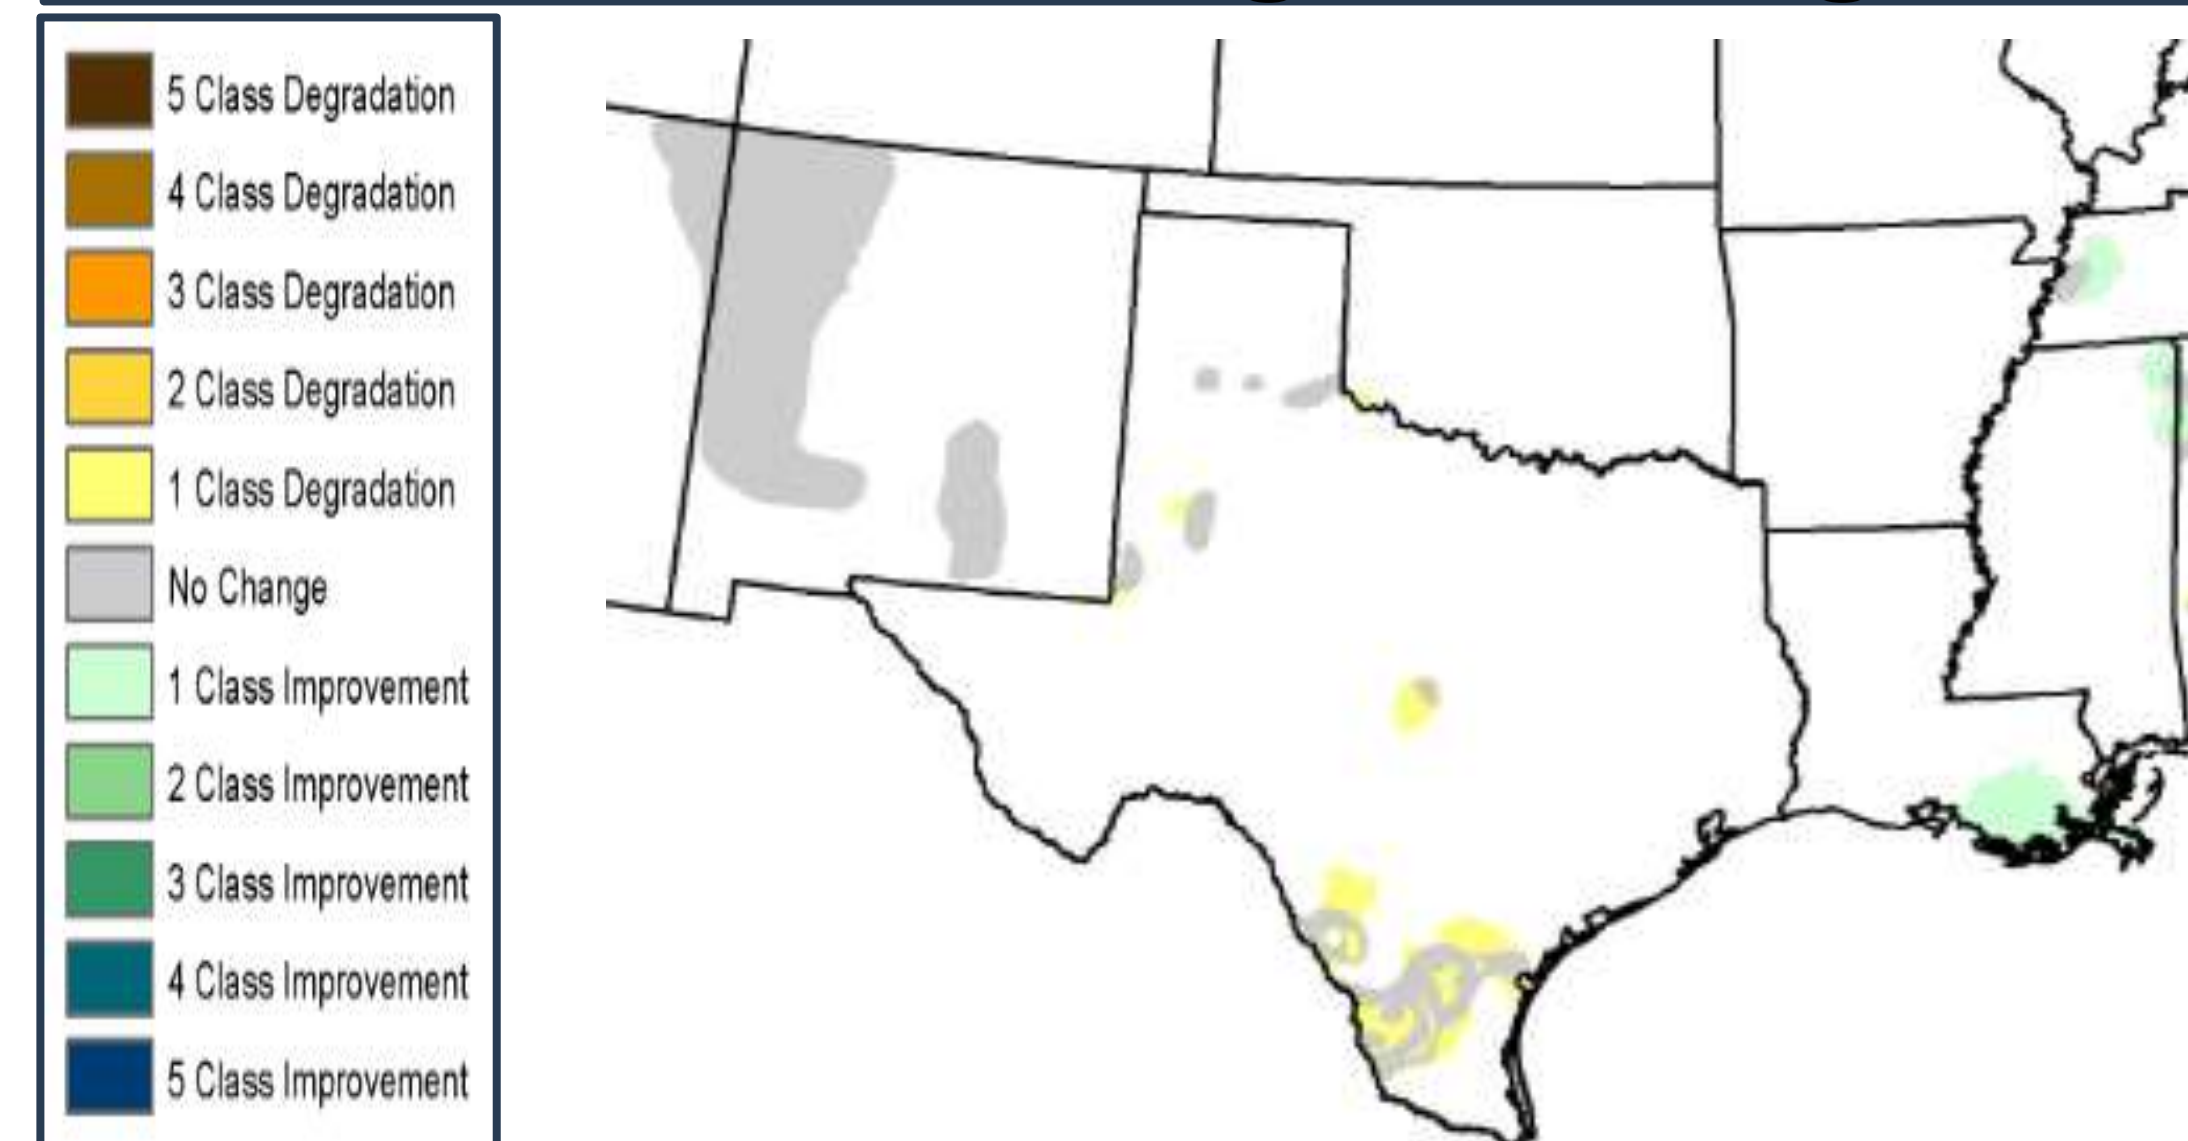 5 Class Degradation
4 Class Degradation
3 Class Degradation
2 Class Degradation
1 Class Degradation
No Change
1 Class Improvement
2 Class Improvement
3 Class Improvement
4 Class Improvement
5 Class Improvement